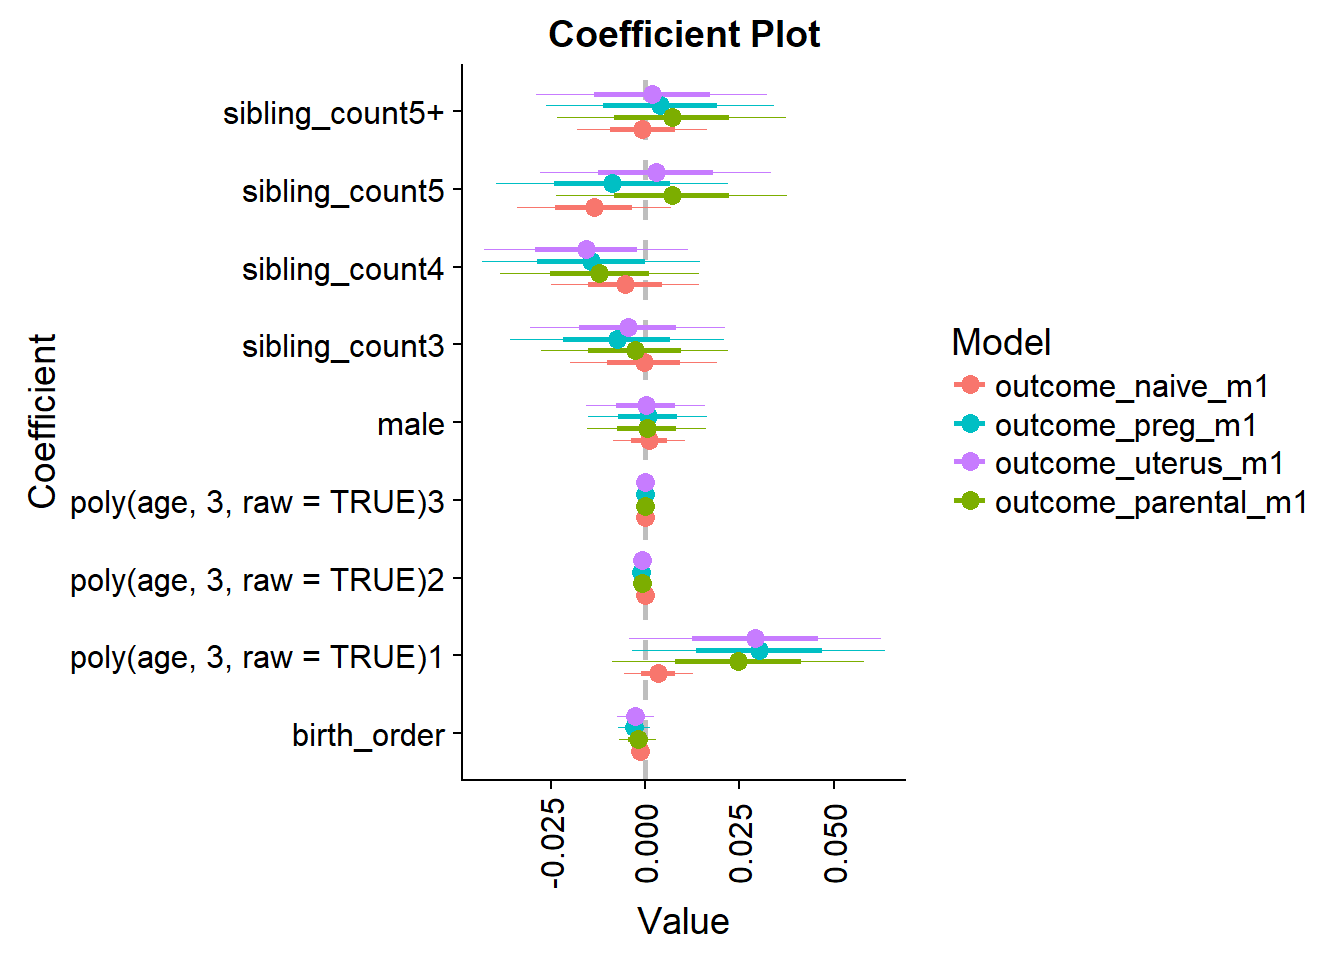 Coefficient Plot
Coefficient
sibling_count5+
sibling_count5
sibling_count4
sibling_count3
male
poly(age, 3, raw = TRUE)3
poly(age, 3, raw = TRUE)2
poly(age, 3, raw = TRUE)1
birth_order
-0.025
0.000
0.025
0.050
Value
Model
outcome_naive_m1
outcome_preg_m1
outcome_uterus_m1
outcome_parental_m1